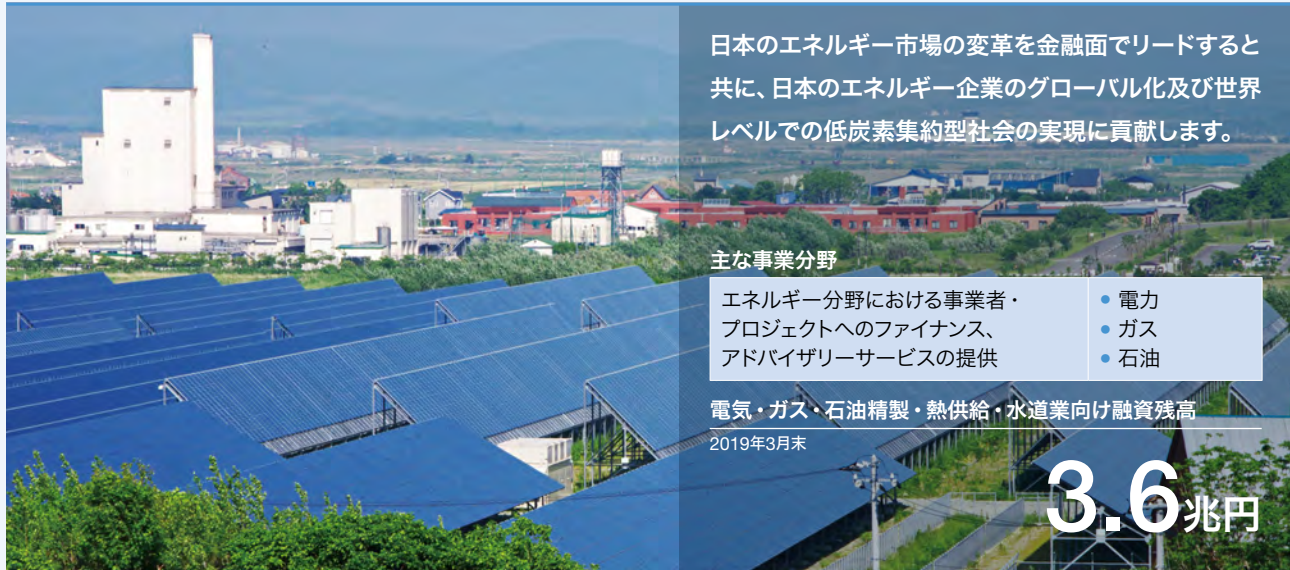 日本のエネルギー市場の変革を金融面でリードすると
共に、日本のエネルギー企業のグローバル化及び世界
レベルでの低炭素集約型社会の実現に貢献します。
主な事業分野
エネルギー分野における事業者・
プロジェクトへのファイナンス、
アドバイザリーサービスの提供
● 電力
● ガス
● 石油
電気・ガス・石油精製・熱供給・水道業向け融資残高
2019年3月末
3.6兆円